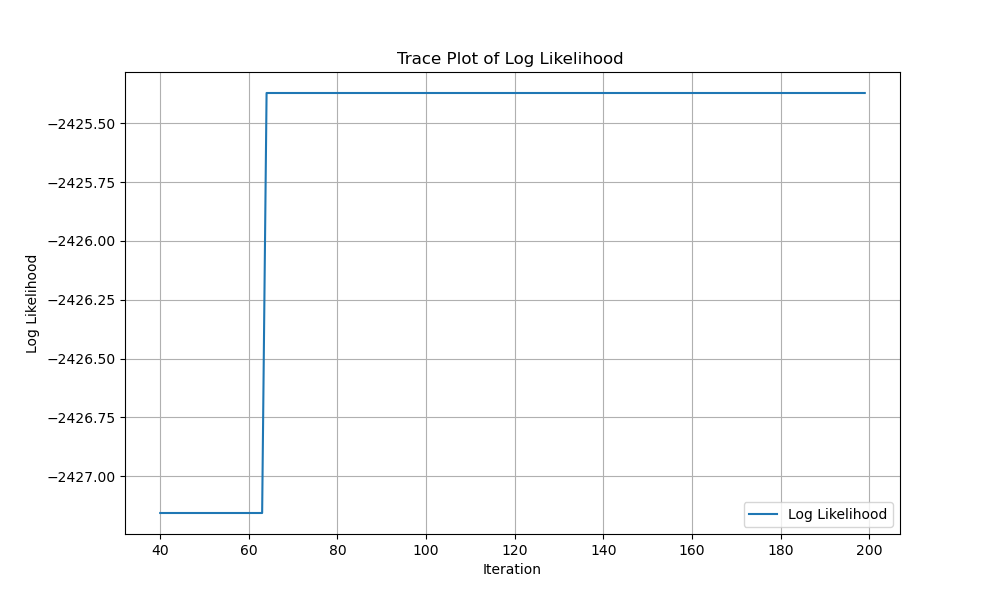 Trace Plot of Log Likelihood
−2425.50
−2425.75
−2426.00
−2426.25
−2426.50
−2426.75
−2427.00
Log Likelihood
Log Likelihood
40 60 80 100 120 140 160 180 200
Iteration